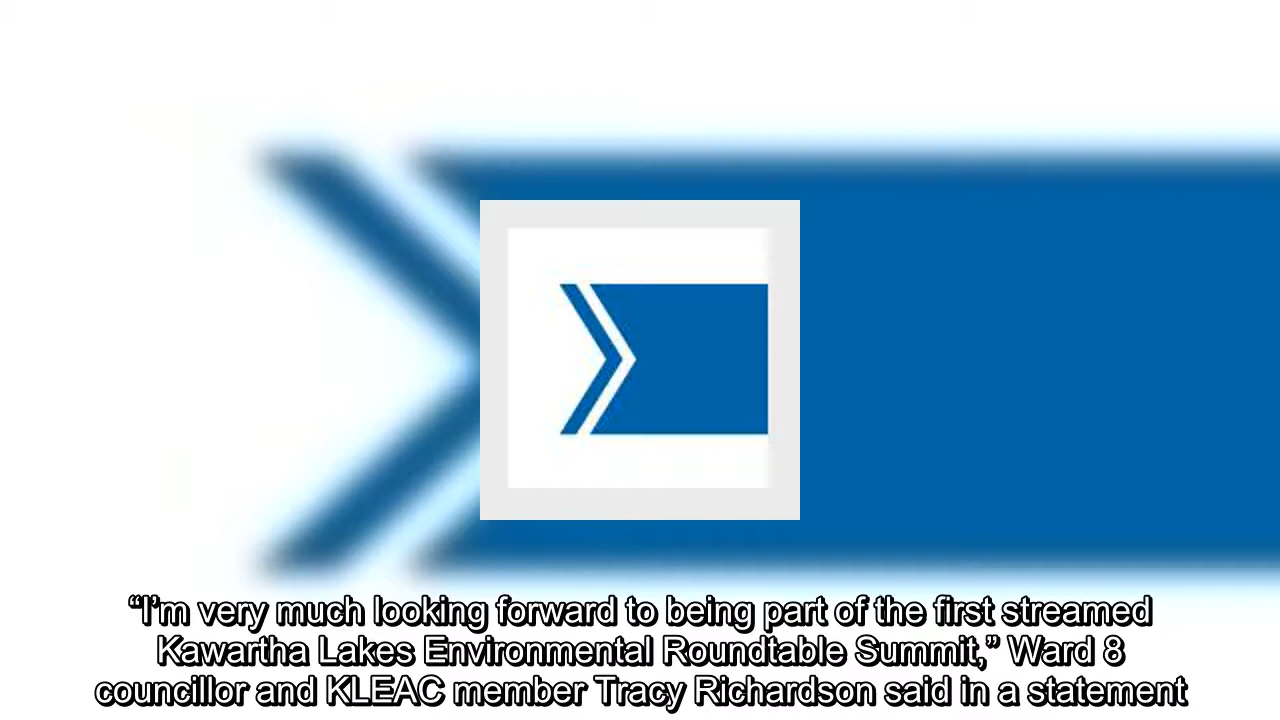 “I’m very much looking forward to being part of the first streamed
Kawartha Lakes Environmental Roundtable Summit,” Ward 8
councillor and KLEAC member Tracy Richardson said in a statement